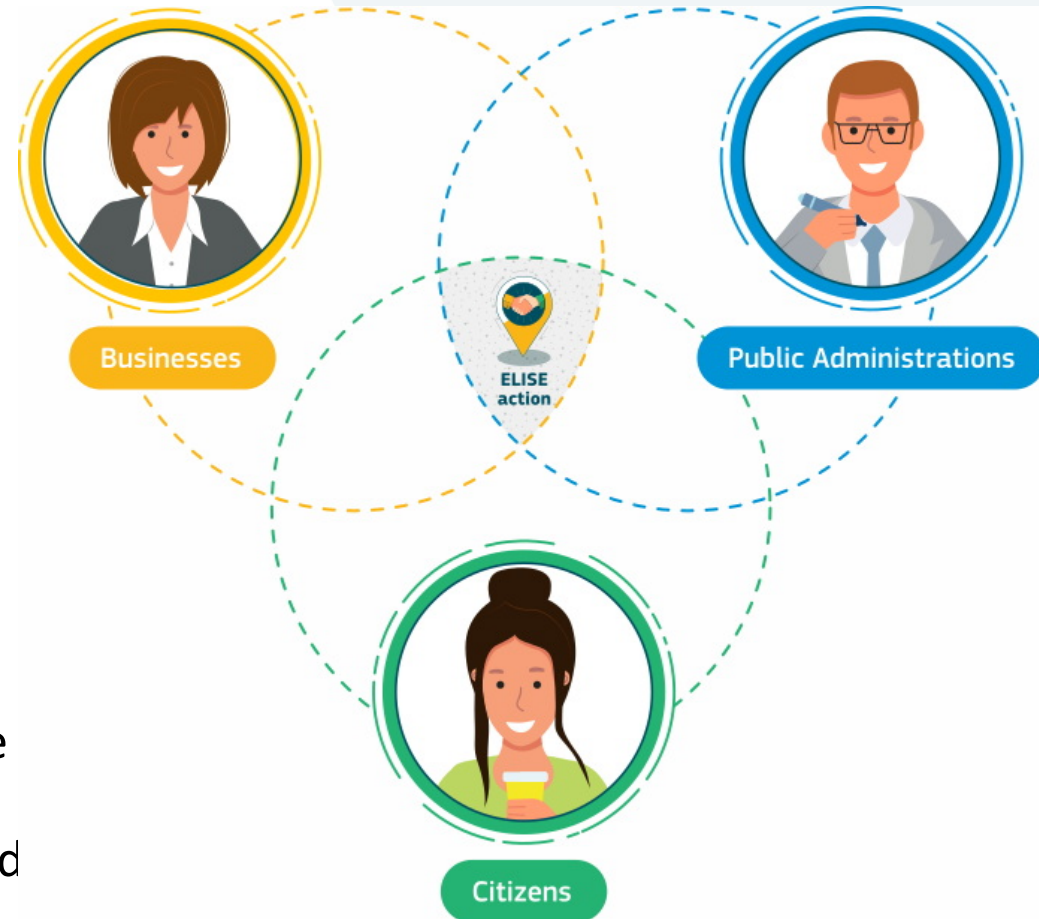 Businesses
Public Administrations
ELISE
action
e
d
Citizens